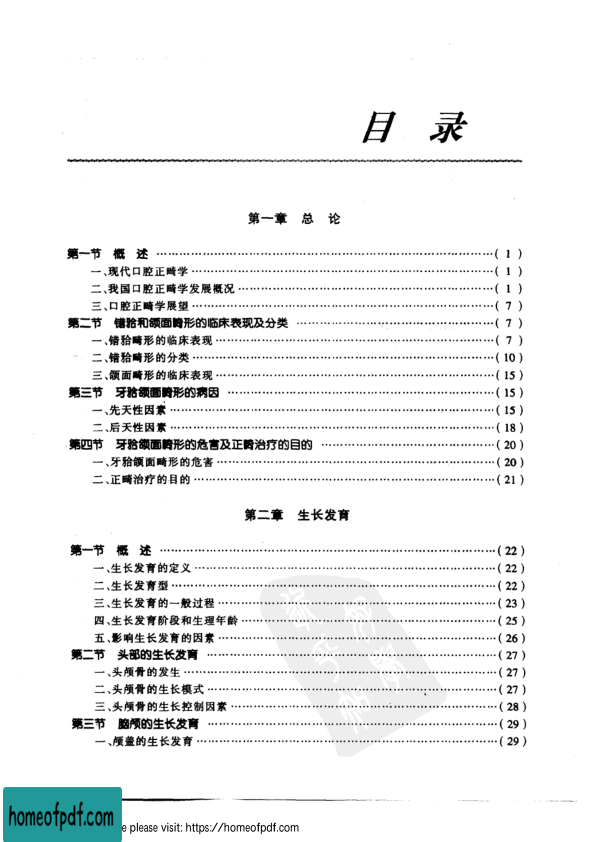 目 录
第一章 总 论
第一节 概 述 ……………………………………………………( 1 )
一、现代口腔正畸学 ……………………………………………………( 1 )
二、我国口腔正畸学发展概况 ……………………………………………………( 1 )
三、口腔正畸学展望 ……………………………………………………( 7 )
第二节 错𬌗和颌面畸形的临床表现及分类 ……………………………………………………( 7 )
一、错𬌗畸形的临床表现 ……………………………………………………( 7 )
二、错𬌗畸形的分类 ……………………………………………………(10)
三、颌面畸形的临床表现 ……………………………………………………(15)
第三节 牙𬌗颌面畸形的病因 ……………………………………………………(15)
一、先天性因素 ……………………………………………………(15)
二、后天性因素 ……………………………………………………(18)
第四节 牙𬌗颌面畸形的危害及正畸治疗的目的 ……………………………………………………(20)
一、牙𬌗颌面畸形的危害 ……………………………………………………(20)
二、正畸治疗的目的 ……………………………………………………(21)
第二章 生长发育
第一节 概 述 ……………………………………………………(22)
一、生长发育的定义 ……………………………………………………(22)
二、生长发育型 ……………………………………………………(22)
三、生长发育的一般过程 ……………………………………………………(23)
四、生长发育阶段和生理年龄 ……………………………………………………(25)
五、影响生长发育的因素 ……………………………………………………(26)
第二节 头部的生长发育 ……………………………………………………(27)
一、头颅骨的发生 ……………………………………………………(27)
二、头颅骨的生长模式 ……………………………………………………(27)
三、头颅骨的生长控制因素 ……………………………………………………(28)
第三节 脑颅的生长发育 ……………………………………………………(29)
一、颅盖的生长发育 ……………………………………………………(29)
homeofpdf.com
e please visit: https://homeofpdf.com